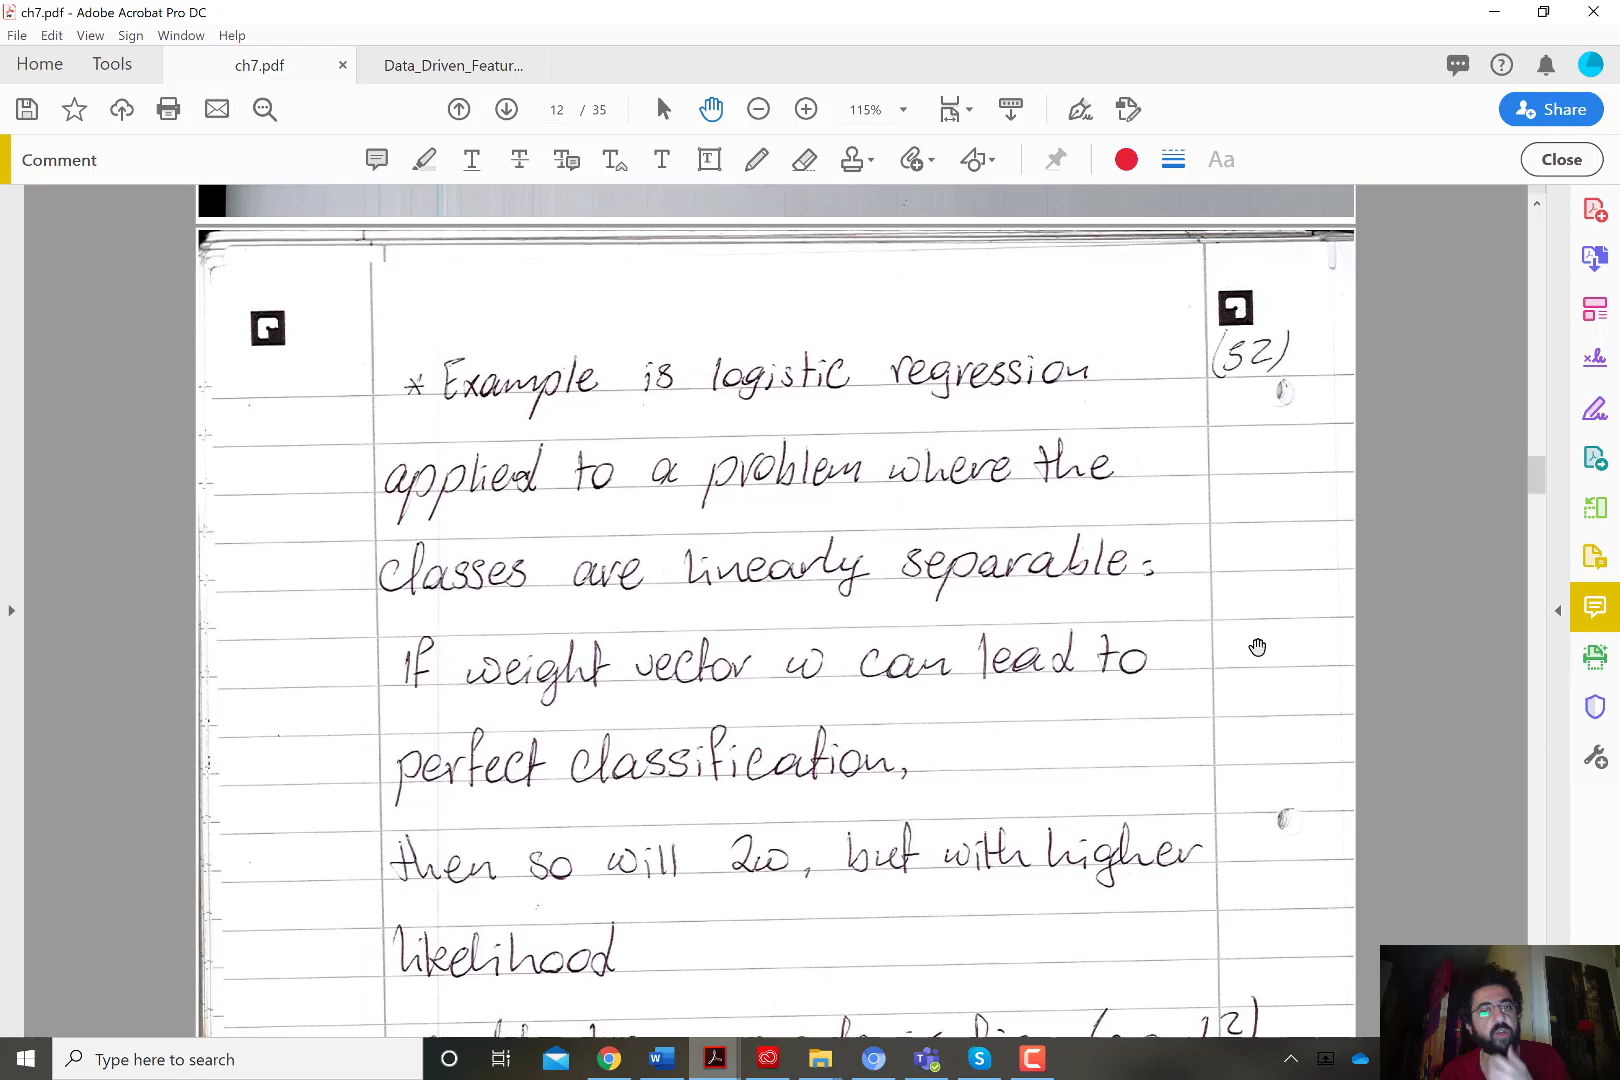 ch7.pdf - Adobe Acrobat Pro DC
File Edit View Sign Window Help
Home Tools ch7.pdf Data_Driven_Featur...
12 / 35 115% Share
Comment Aa Close
(52)
* Example is logistic regression
applied to a problem where the
classes are linearly separable:
If weight vector w can lead to
perfect classification,
then so will 2w, but with higher
likelihood
Type here to search